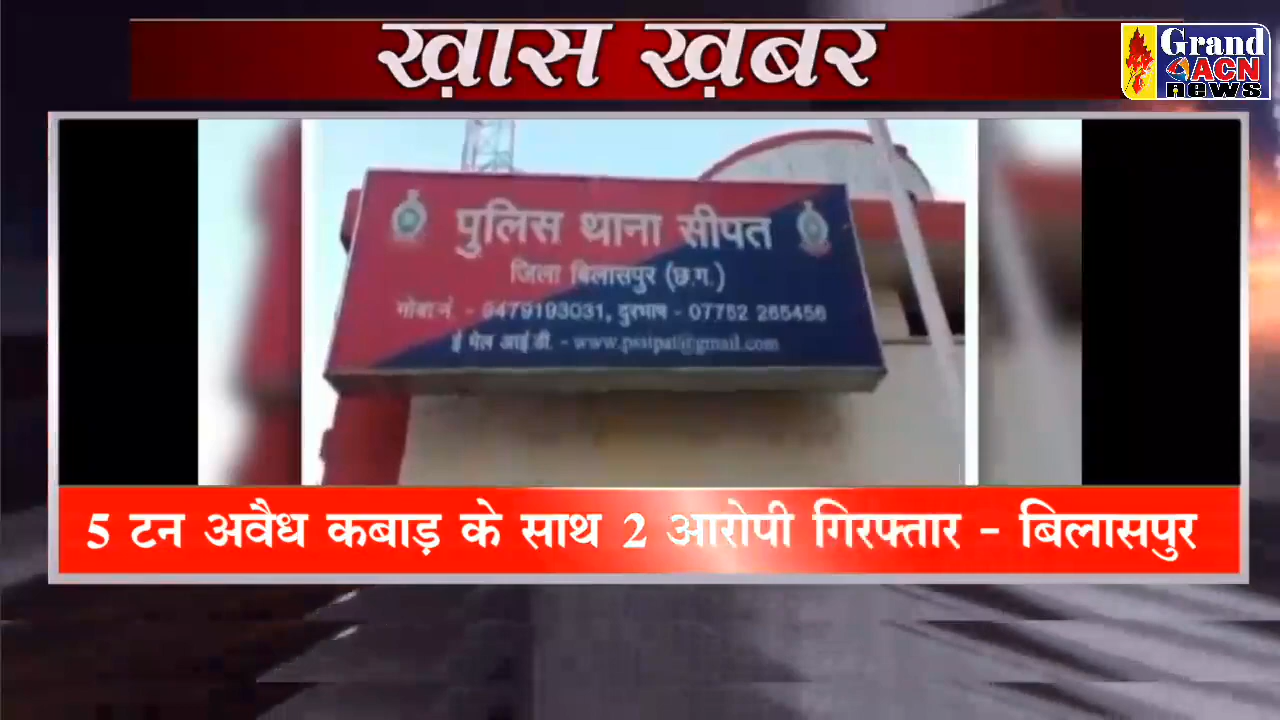 ख़ास ख़बर
Grand
ACN
news
पुलिस थाना सीपत
जिला बिलासपुर (छ.ग.)
मोबा.नं. - 9479193031, दुरभाष - 07752 265456
ई मेल आई.डी. - www.pssipat@gmail.com
5 टन अवैध कबाड़ के साथ 2 आरोपी गिरफ्तार - बिलासपुर